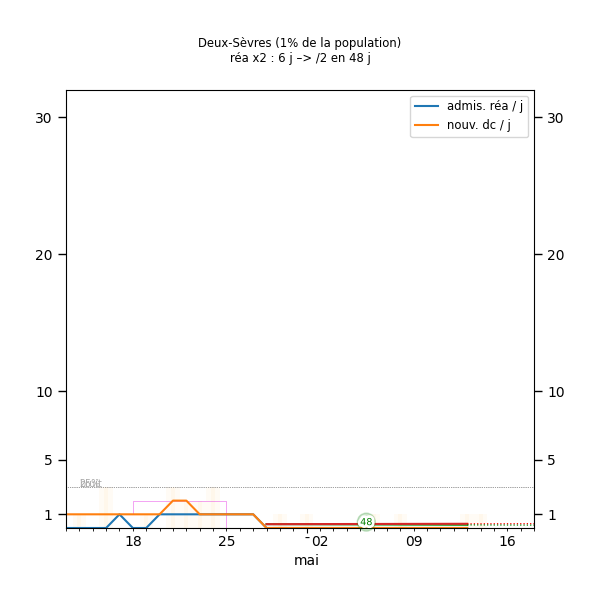 Deux-Sèvres (1% de la population)
réa x2 : 6 j –> /2 en 48 j
admis. réa / j
nouv. dc / j
30 30
20 20
10 10
5 5
1 1
48
18 25 02 09 16
mai